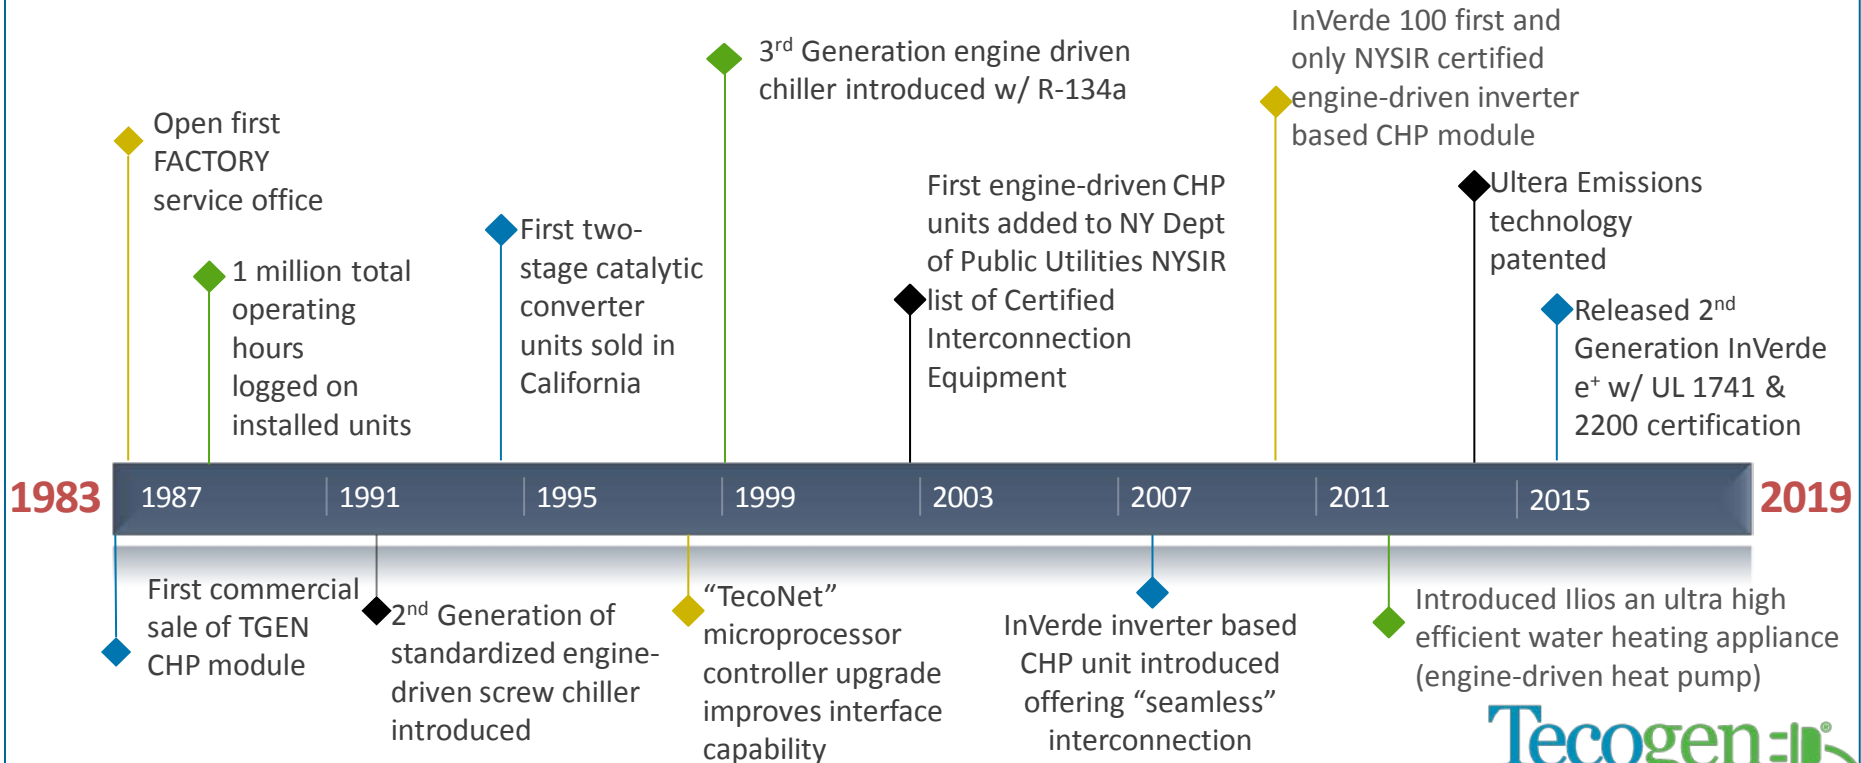 Open first
FACTORY
service office
1 million total
operating
hours
logged on
installed units
First two-
stage catalytic
converter
units sold in
California
3rd Generation engine driven
chiller introduced w/ R-134a
First engine-driven CHP
units added to NY Dept
of Public Utilities NYSIR
list of Certified
Interconnection
Equipment
InVerde 100 first and
only NYSIR certified
engine-driven inverter
based CHP module
Ultera Emissions
technology
patented
Released 2nd
Generation InVerde
e+ w/ UL 1741 &
2200 certification
1983 1987 1991 1995 1999 2003 2007 2011 2015 2019
First commercial
sale of TGEN
CHP module
2nd Generation of
standardized engine-
driven screw chiller
introduced
“TecoNet”
microprocessor
controller upgrade
improves interface
capability
InVerde inverter based
CHP unit introduced
offering “seamless”
interconnection
Introduced Ilios an ultra high
efficient water heating appliance
(engine-driven heat pump)
Tecogen®